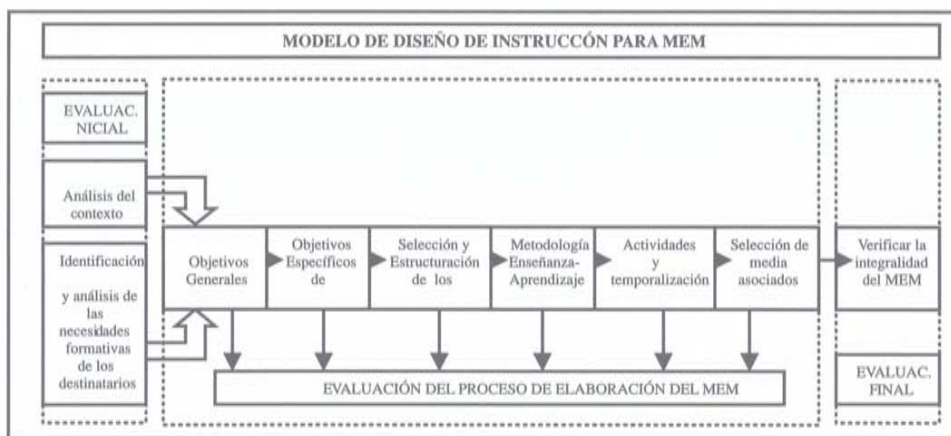 MODELO DE DISEÑO DE INSTRUCCÓN PARA MEM
EVALUAC.
NICIAL
Análisis del
contexto
Identificación
y análisis de
las
necesidades
formativas
de los
destinatarios
Objetivos
Generales
Objetivos
Específicos
de
Selección y
Estructuración
de los
Metodología
Enseñanza-
Aprendizaje
Actividades
y
temporalización
Selección de
media
asociados
Verificar la
integralidad
del MEM
EVALUACIÓN DEL PROCESO DE ELABORACIÓN DEL MEM
EVALUAC.
FINAL